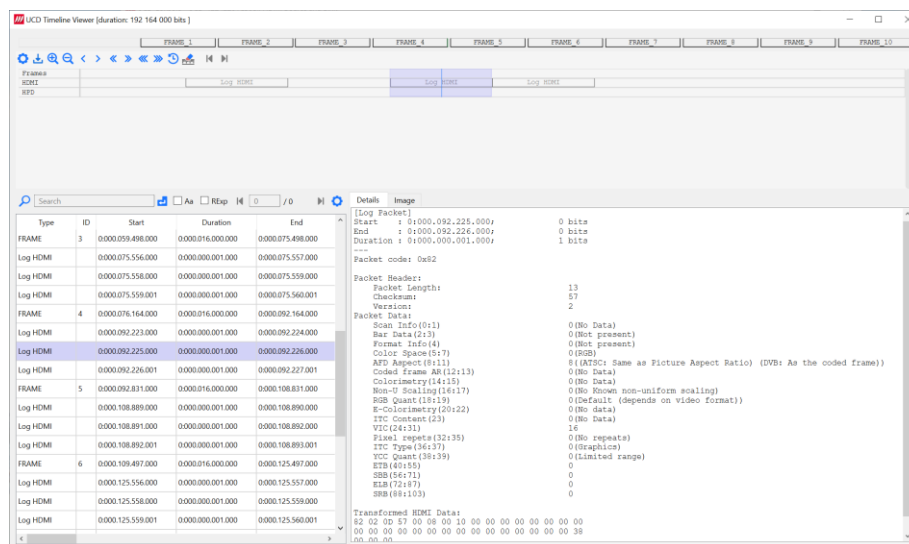 UCD Timeline Viewer [duration: 192 164 000 bits ]
FRAME_1 FRAME_2 FRAME_3 FRAME_4 FRAME_5 FRAME_6 FRAME_7 FRAME_8 FRAME_9 FRAME_10
Frames
HDMI Log HDMI Log HDMI Log HDMI
HPD
Search Aa RExp 0 / 0
Type ID Start Duration End
FRAME 3 0:000.059.498.000 0:000.016.000.000 0:000.075.498.000
Log HDMI 0:000.075.556.000 0:000.000.001.000 0:000.075.557.000
Log HDMI 0:000.075.558.000 0:000.000.001.000 0:000.075.559.000
Log HDMI 0:000.075.559.001 0:000.000.001.000 0:000.075.560.001
FRAME 4 0:000.076.164.000 0:000.016.000.000 0:000.092.164.000
Log HDMI 0:000.092.223.000 0:000.000.001.000 0:000.092.224.000
Log HDMI 0:000.092.225.000 0:000.000.001.000 0:000.092.226.000
Log HDMI 0:000.092.226.001 0:000.000.001.000 0:000.092.227.001
FRAME 5 0:000.092.831.000 0:000.016.000.000 0:000.108.831.000
Log HDMI 0:000.108.889.000 0:000.000.001.000 0:000.108.890.000
Log HDMI 0:000.108.891.000 0:000.000.001.000 0:000.108.892.000
Log HDMI 0:000.108.892.001 0:000.000.001.000 0:000.108.893.001
FRAME 6 0:000.109.497.000 0:000.016.000.000 0:000.125.497.000
Log HDMI 0:000.125.556.000 0:000.000.001.000 0:000.125.557.000
Log HDMI 0:000.125.558.000 0:000.000.001.000 0:000.125.559.000
Log HDMI 0:000.125.559.001 0:000.000.001.000 0:000.125.560.001
Details Image
[Log Packet]
Start : 0:000.092.225.000; 0 bits
End : 0:000.092.226.000; 0 bits
Duration : 0:000.000.001.000; 1 bits
---
Packet code: 0x82
Packet Header:
Packet Length: 13
Checksum: 57
Version: 2
Packet Data:
Scan Info(0:1) 0(No Data)
Bar Data(2:3) 0(Not present)
Format Info(4) 0(Not present)
Color Space(5:7) 0(RGB)
AFD Aspect(8:11) 8((ATSC: Same as Picture Aspect Ratio) (DVB: As the coded frame))
Coded frame AR(12:13) 0(No Data)
Colorimetry(14:15) 0(No Data)
Non-U Scaling(16:17) 0(No Known non-uniform scaling)
RGB Quant(18:19) 0(Default (depends on video format))
E-Colorimetry(20:22) 0(No data)
ITC Content(23) 0(No Data)
VIC(24:31) 16
Pixel repets(32:35) 0(No repeats)
ITC Type(36:37) 0(Graphics)
YCC Quant(38:39) 0(Limited range)
ETB(40:55) 0
SBB(56:71) 0
ELB(72:87) 0
SRB(88:103) 0
Transformed HDMI Data:
82 02 0D 57 00 08 00 10 00 00 00 00 00 00 00 00
00 00 00 00 00 00 00 00 00 00 00 00 00 00 00 38
00 00 00